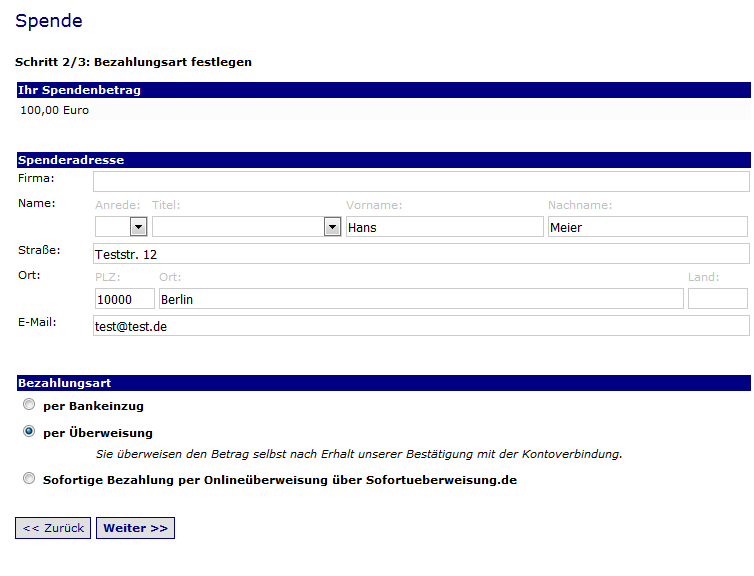 Spende
Schritt 2/3: Bezahlungsart festlegen
Ihr Spendenbetrag
100,00 Euro
Spenderadresse
Firma:
Name: Anrede: Titel: Vorname: Nachname:
Hans Meier
Straße: Teststr. 12
Ort: PLZ: Ort: Land:
10000 Berlin
E-Mail: test@test.de
Bezahlungsart
per Bankeinzug
per Überweisung
Sie überweisen den Betrag selbst nach Erhalt unserer Bestätigung mit der Kontoverbindung.
Sofortige Bezahlung per Onlineüberweisung über Sofortueberweisung.de
<< Zurück Weiter >>